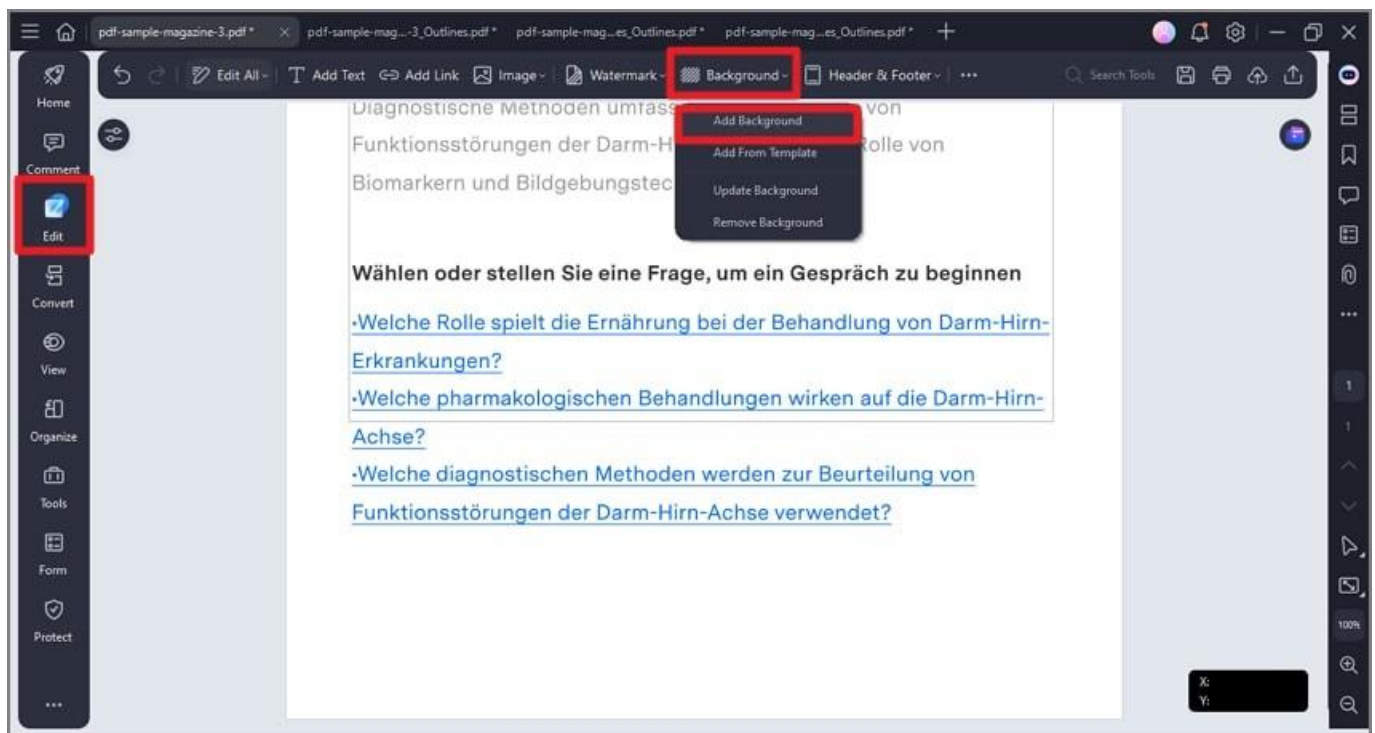 pdf-sample-magazine-3.pdf * pdf-sample-mag...-3_Outlines.pdf * pdf-sample-mag...es_Outlines.pdf * pdf-sample-mag...es_Outlines.pdf *
Edit All Add Text Add Link Image Watermark Background Header & Footer Search Tools
Home
Comment
Edit
Convert
View
Organize
Tools
Form
Protect
Add Background
Add From Template
Update Background
Remove Background
Diagnostische Methoden umfass von
Funktionsstörungen der Darm-H Rolle von
Biomarkern und Bildgebungstec
Wählen oder stellen Sie eine Frage, um ein Gespräch zu beginnen
•Welche Rolle spielt die Ernährung bei der Behandlung von Darm-Hirn-
Erkrankungen?
•Welche pharmakologischen Behandlungen wirken auf die Darm-Hirn-
Achse?
•Welche diagnostischen Methoden werden zur Beurteilung von
Funktionsstörungen der Darm-Hirn-Achse verwendet?
1
1
100%
X:
Y: